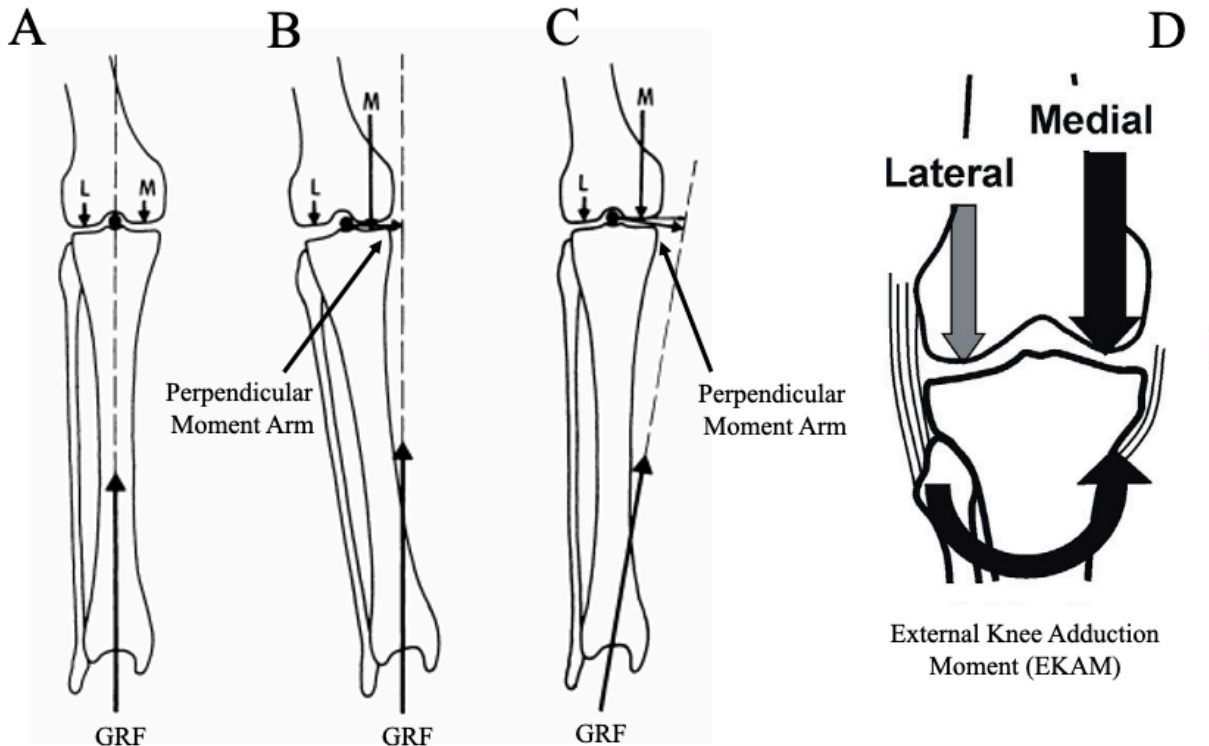 A
B
C
D
L
M
L
M
L
M
Lateral
Medial
Perpendicular
Moment Arm
Perpendicular
Moment Arm
External Knee Adduction
Moment (EKAM)
GRF
GRF
GRF